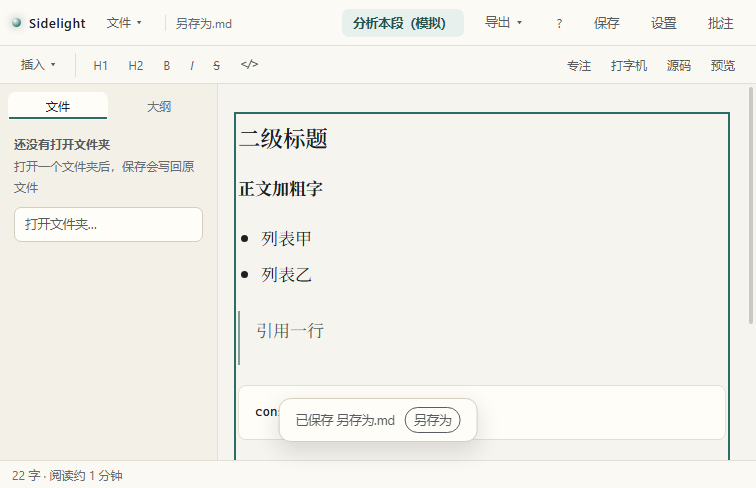 Sidelight 文件 ▾ 另存为.md 分析本段（模拟） 导出 ▾ ? 保存 设置 批注
插入 ▾ H1 H2 B I S </> 专注 打字机 源码 预览
文件 大纲
还没有打开文件夹
打开一个文件夹后，保存会写回原
文件
打开文件夹...
二级标题
正文加粗字
列表甲
列表乙
引用一行
已保存 另存为.md 另存为
22 字 · 阅读约 1 分钟